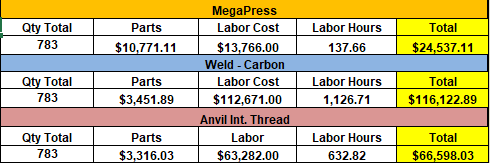 MegaPress
Qty Total Parts Labor Cost Labor Hours Total
783 $10,771.11 $13,766.00 137.66 $24,537.11
Weld - Carbon
Qty Total Parts Labor Cost Labor Hours Total
783 $3,451.89 $112,671.00 1,126.71 $116,122.89
Anvil Int. Thread
Qty Total Parts Labor Labor Hours Total
783 $3,316.03 $63,282.00 632.82 $66,598.03